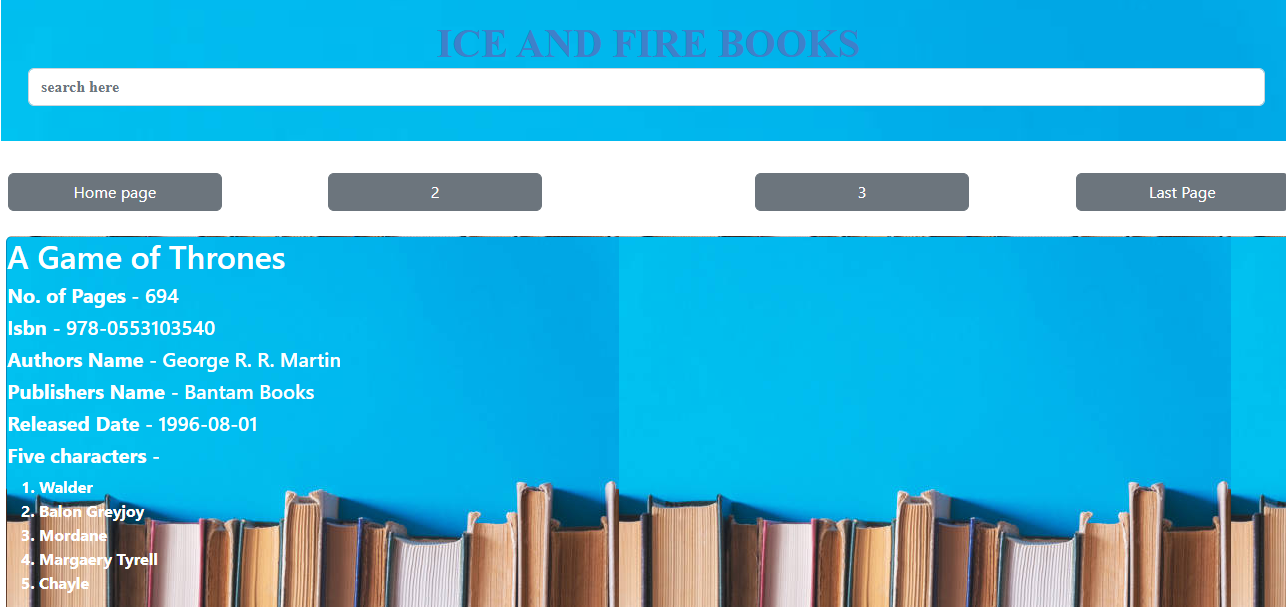 ICE AND FIRE BOOKS
search here
Home page
2
3
Last Page
A Game of Thrones
No. of Pages - 694
Isbn - 978-0553103540
Authors Name - George R. R. Martin
Publishers Name - Bantam Books
Released Date - 1996-08-01
Five characters -
1. Walder
2. Balon Greyjoy
3. Mordane
4. Margaery Tyrell
5. Chayle